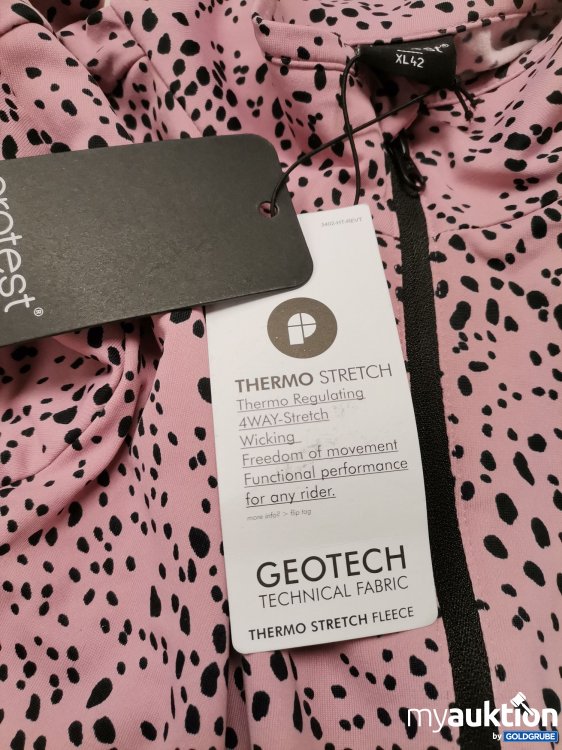 XL 42
protest®
THERMO STRETCH
Thermo Regulating
4WAY-Stretch
Wicking
Freedom of movement
Functional performance
for any rider.
more info? > flip tag
GEOTECH
TECHNICAL FABRIC
THERMO STRETCH FLEECE
myauktion
by GOLDGRUBE